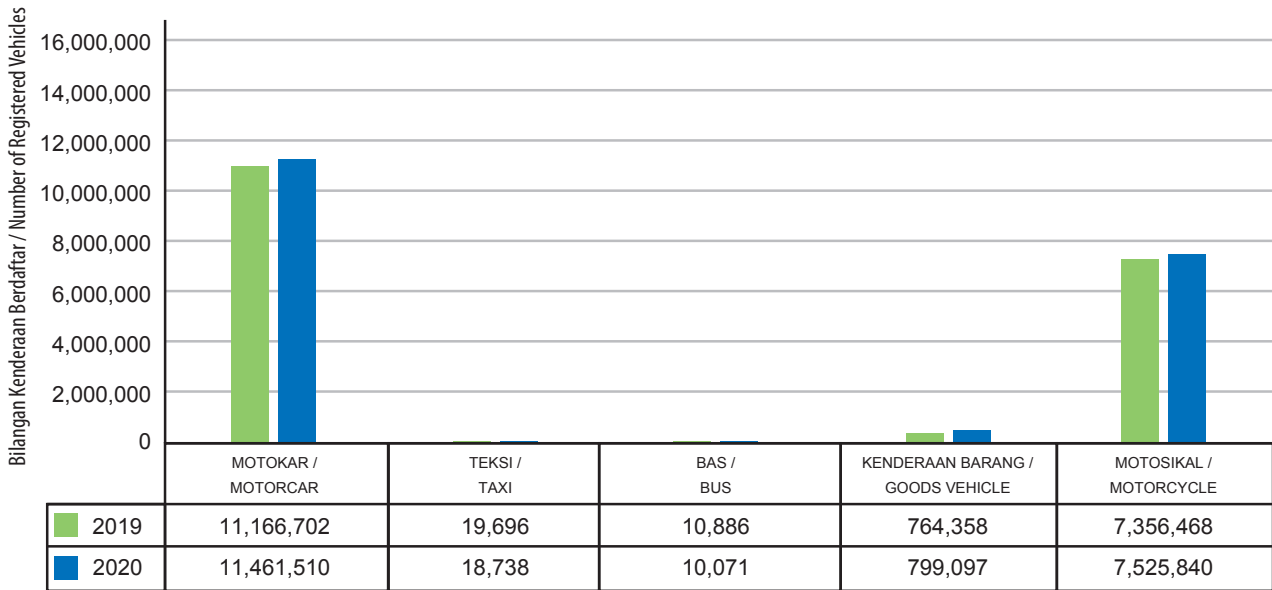 Bilangan Kenderaan Berdaftar / Number of Registered Vehicles
16,000,000
14,000,000
12,000,000
10,000,000
8,000,000
6,000,000
4,000,000
2,000,000
0
MOTOKAR /
MOTORCAR
TEKSI /
TAXI
BAS /
BUS
KENDERAAN BARANG /
GOODS VEHICLE
MOTOSIKAL /
MOTORCYCLE
2019 11,166,702 19,696 10,886 764,358 7,356,468
2020 11,461,510 18,738 10,071 799,097 7,525,840